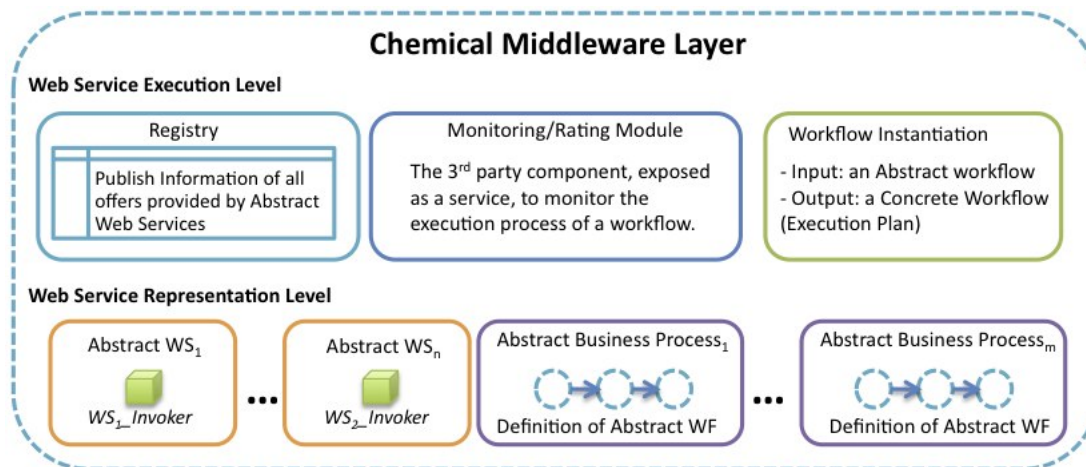 Chemical Middleware Layer
Web Service Execution Level
Registry
Publish Information of all
offers provided by Abstract
Web Services
Monitoring/Rating Module
The 3rd party component, exposed
as a service, to monitor the
execution process of a workflow.
Workflow Instantiation
- Input: an Abstract workflow
- Output: a Concrete Workflow
(Execution Plan)
Web Service Representation Level
Abstract WS1
WS1_Invoker
...
Abstract WSn
WS2_Invoker
Abstract Business Process1
Definition of Abstract WF
...
Abstract Business Processm
Definition of Abstract WF